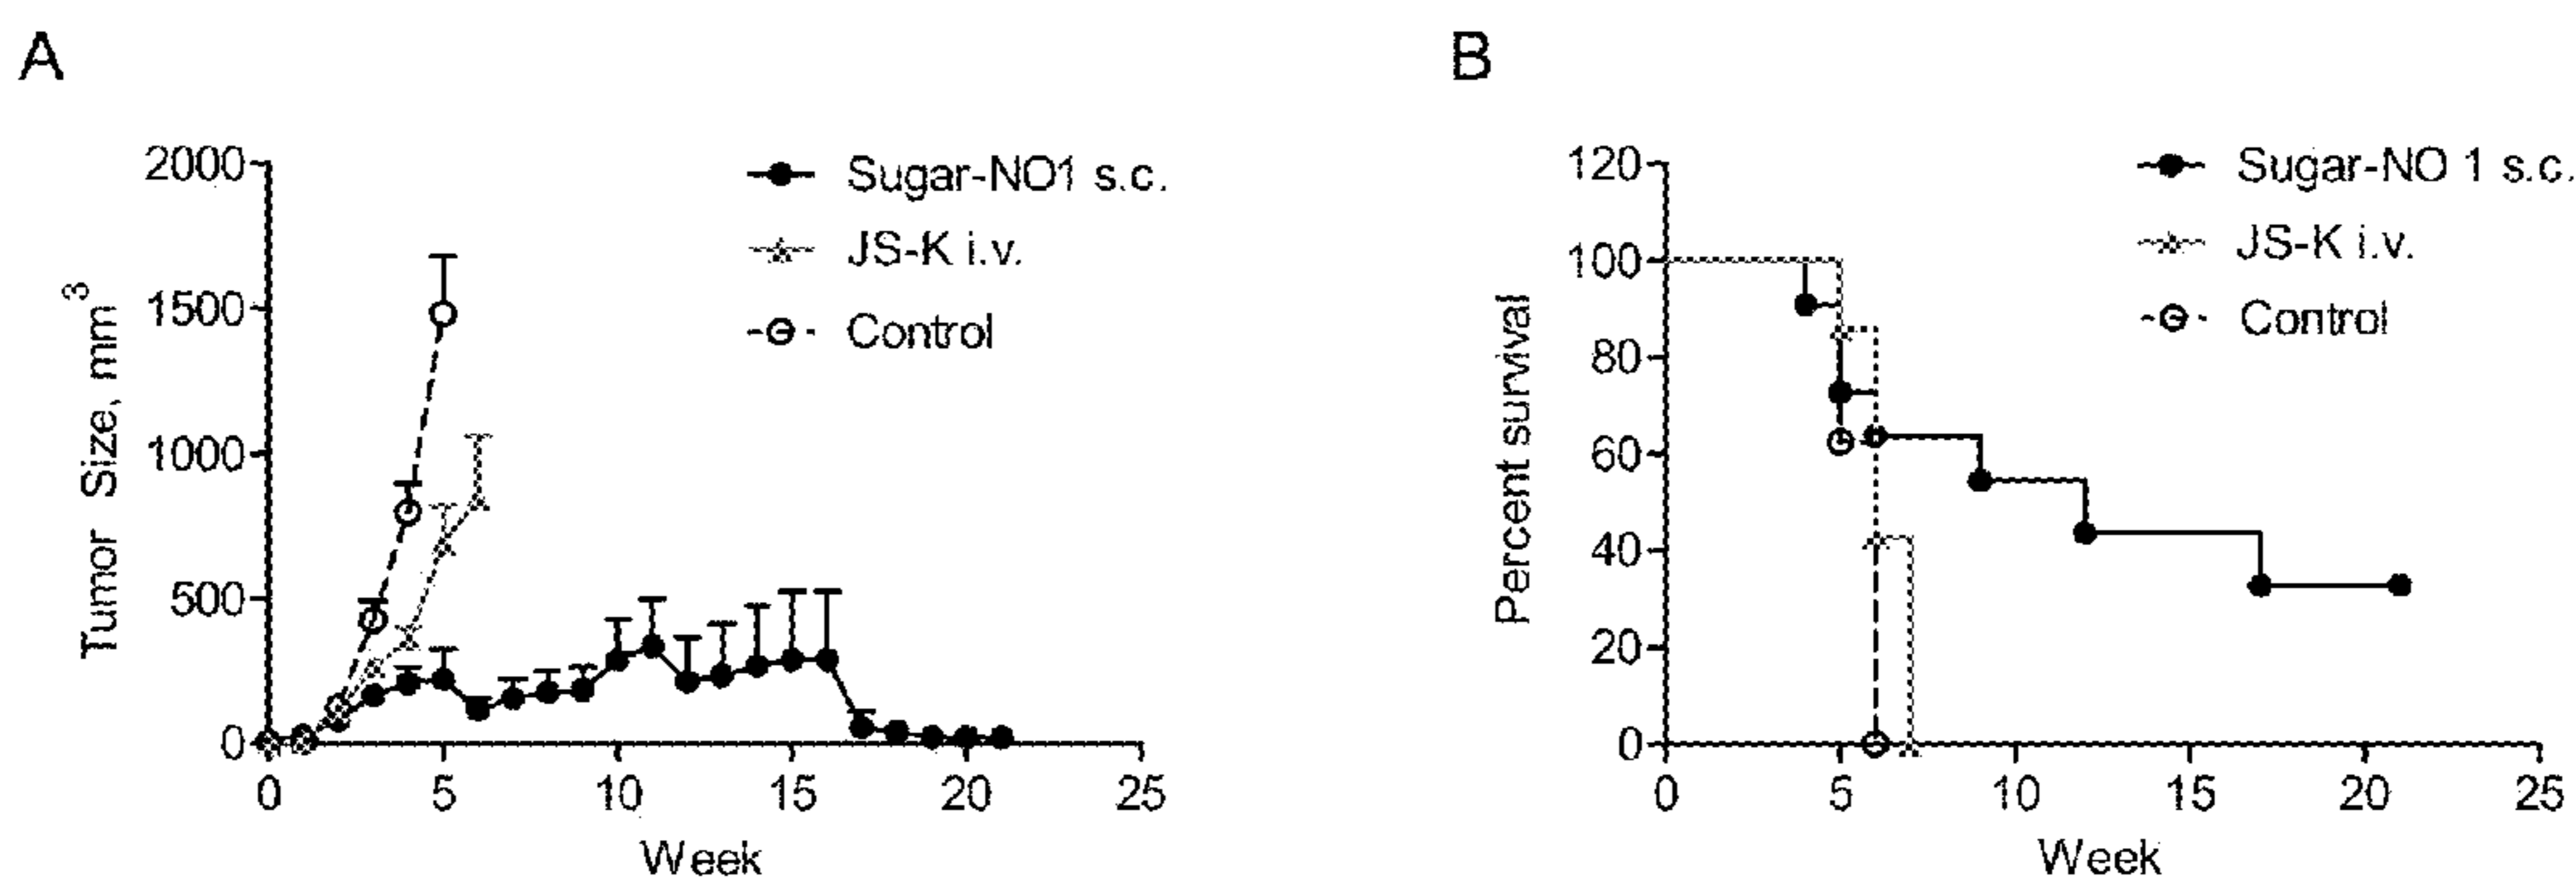 A
B
Tumor Size, mm³
2000
1500
1000
500
0
0 5 10 15 20 25
Week
Sugar-NO1 s.c.
JS-K i.v.
Control
Percent survival
120
100
80
60
40
20
0
0 5 10 15 20 25
Week
Sugar-NO 1 s.c.
JS-K i.v.
Control